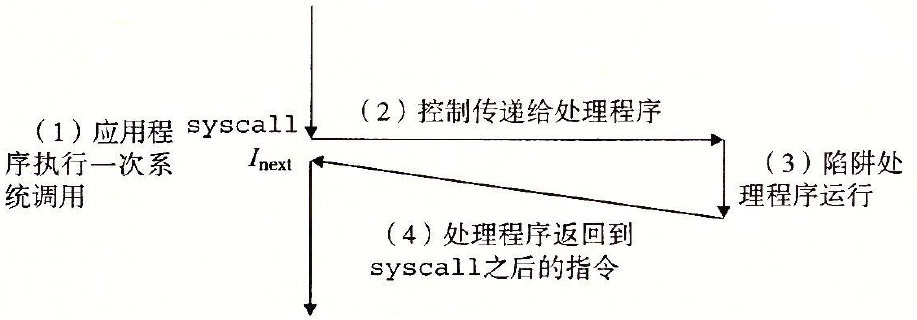 (1)应用程
序执行一次系
统调用
syscall
Inext
(2)控制传递给处理程序
(3)陷阱处
理程序运行
(4)处理程序返回到
syscall之后的指令